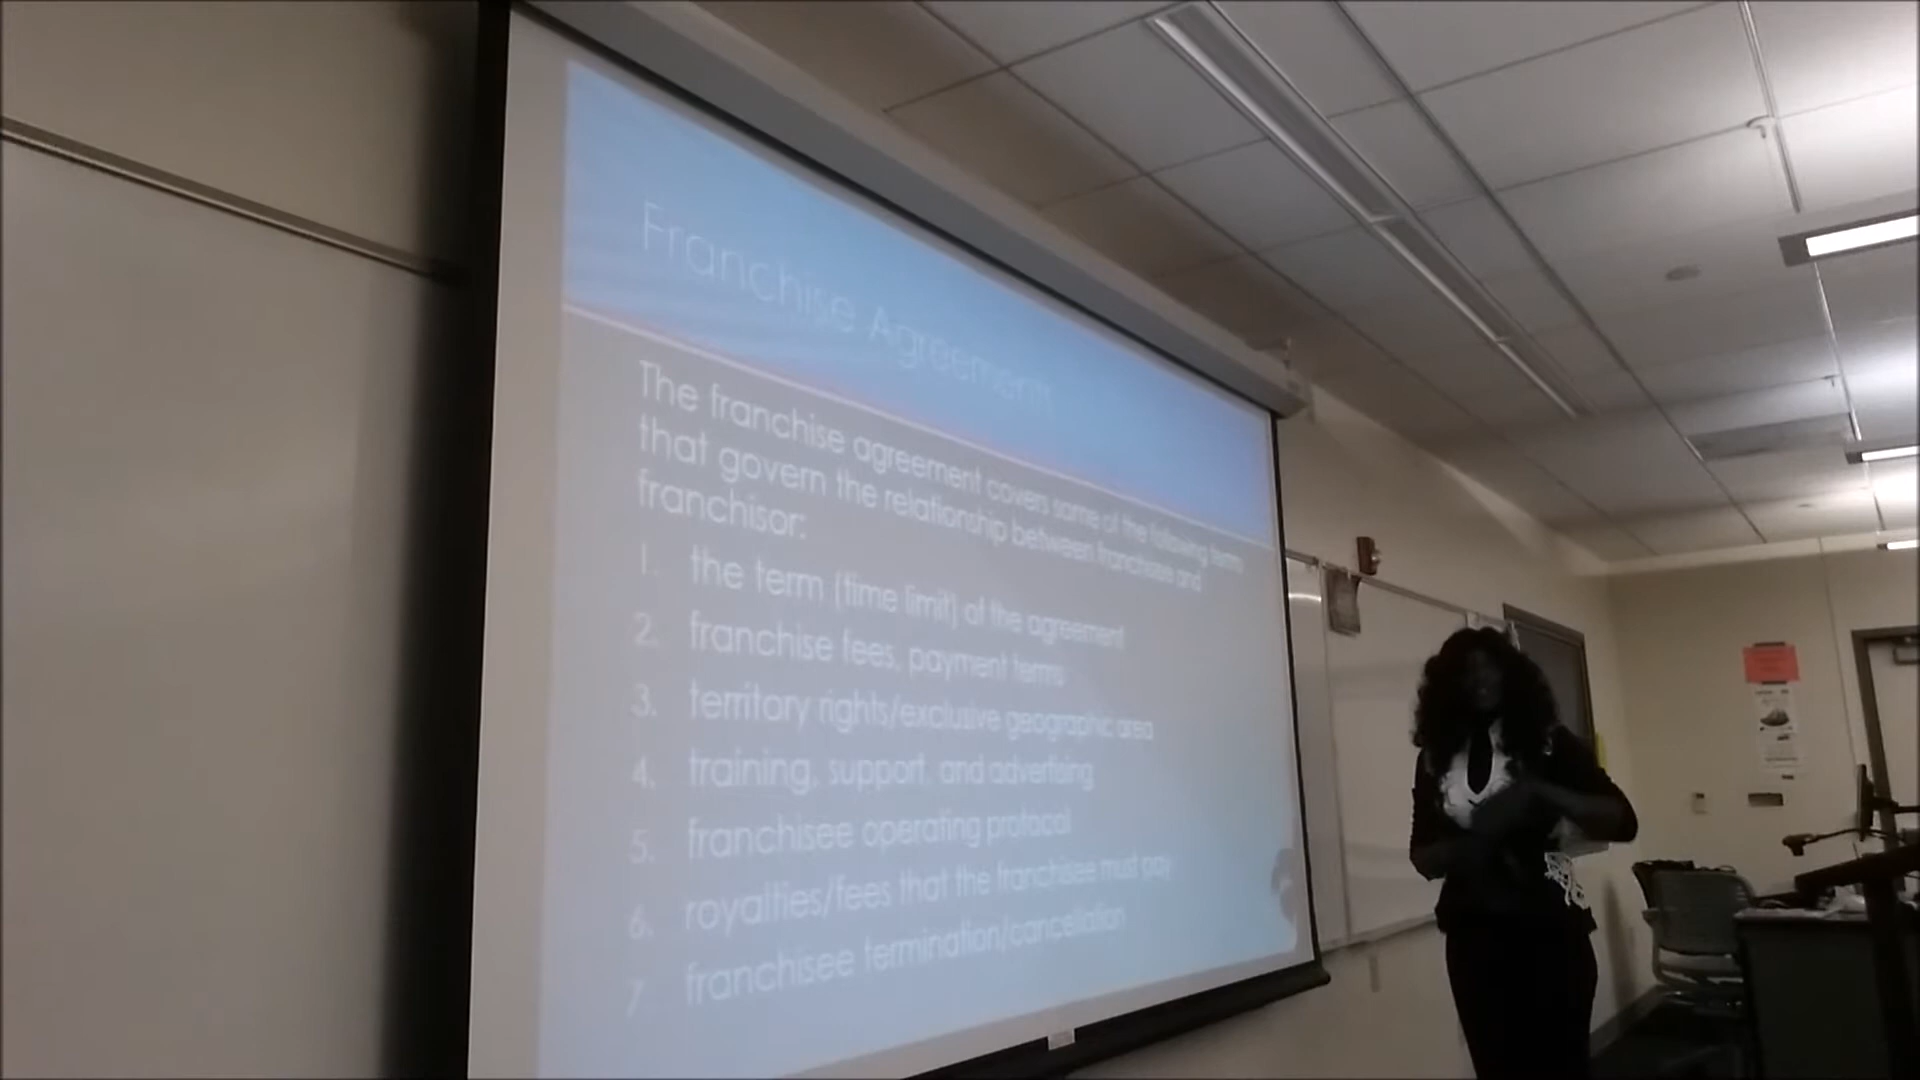 Franchise Agreements
The franchise agreement covers some of the following terms
that govern the relationship between franchisee and
franchisor:
1. the term (time limit) of the agreement
2. franchise fees, payment terms
3. territory rights/exclusive geographic area
4. training, support, and advertising
5. franchisee operating protocol
6. royalties/fees that the franchisee must pay
7. franchisee termination/cancellation